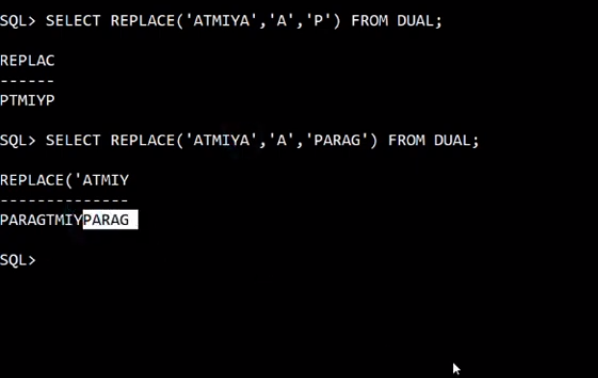 SQL> SELECT REPLACE('ATMIYA','A','P') FROM DUAL;
REPLAC
------
PTMIYP
SQL> SELECT REPLACE('ATMIYA','A','PARAG') FROM DUAL;
REPLACE('ATMIY
--------------
PARAGTMIYPARAG
SQL>